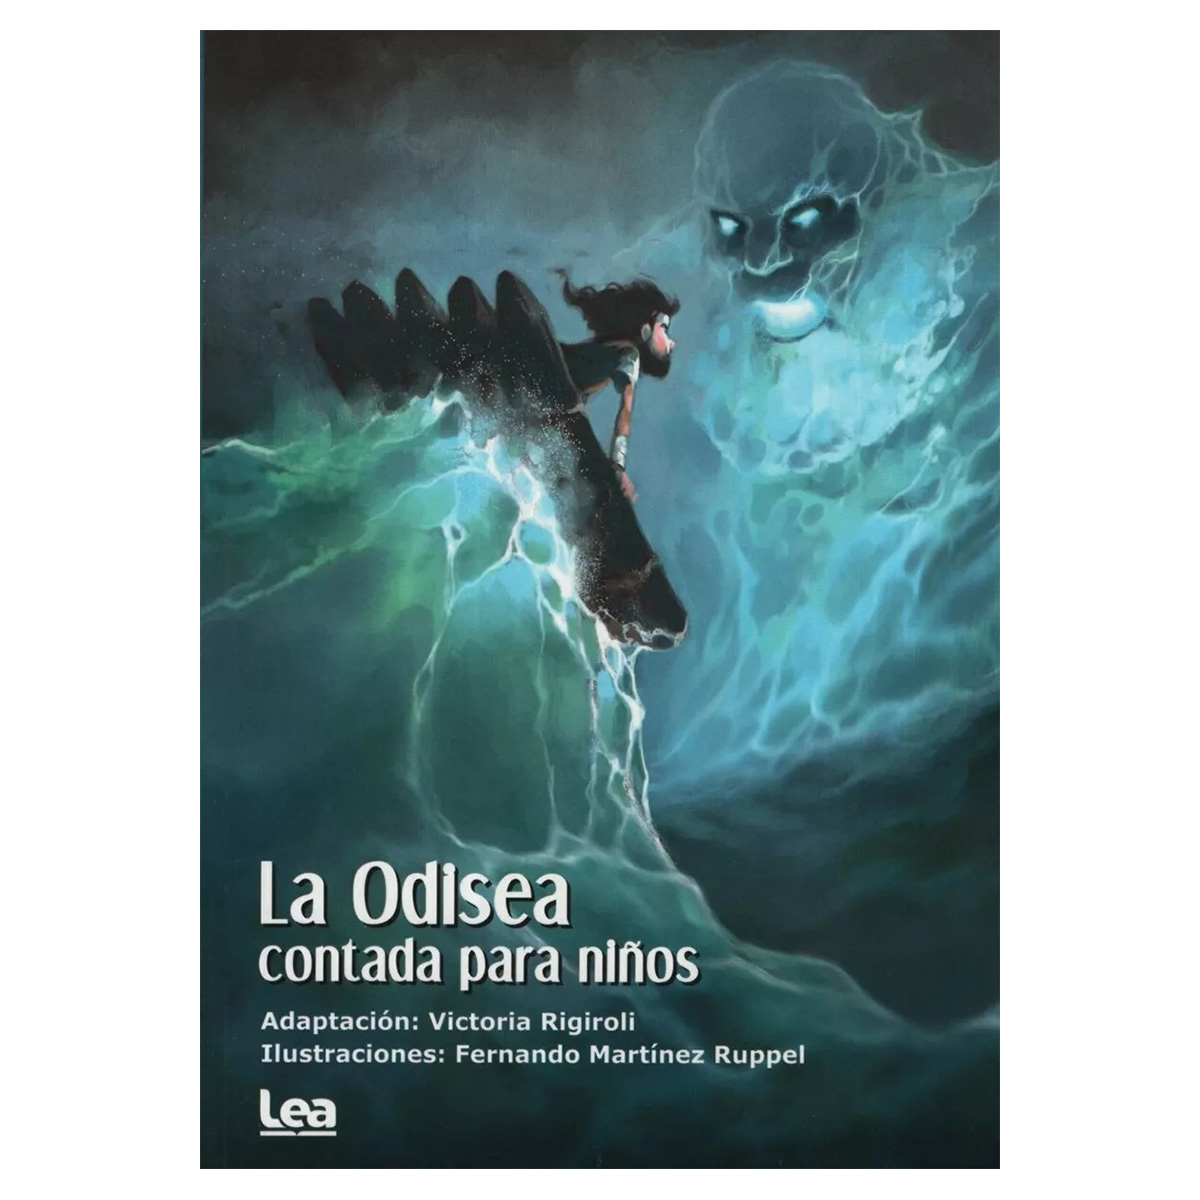 La Odisea
contada para niños
Adaptación: Victoria Rigiroli
Ilustraciones: Fernando Martínez Ruppel
Lea